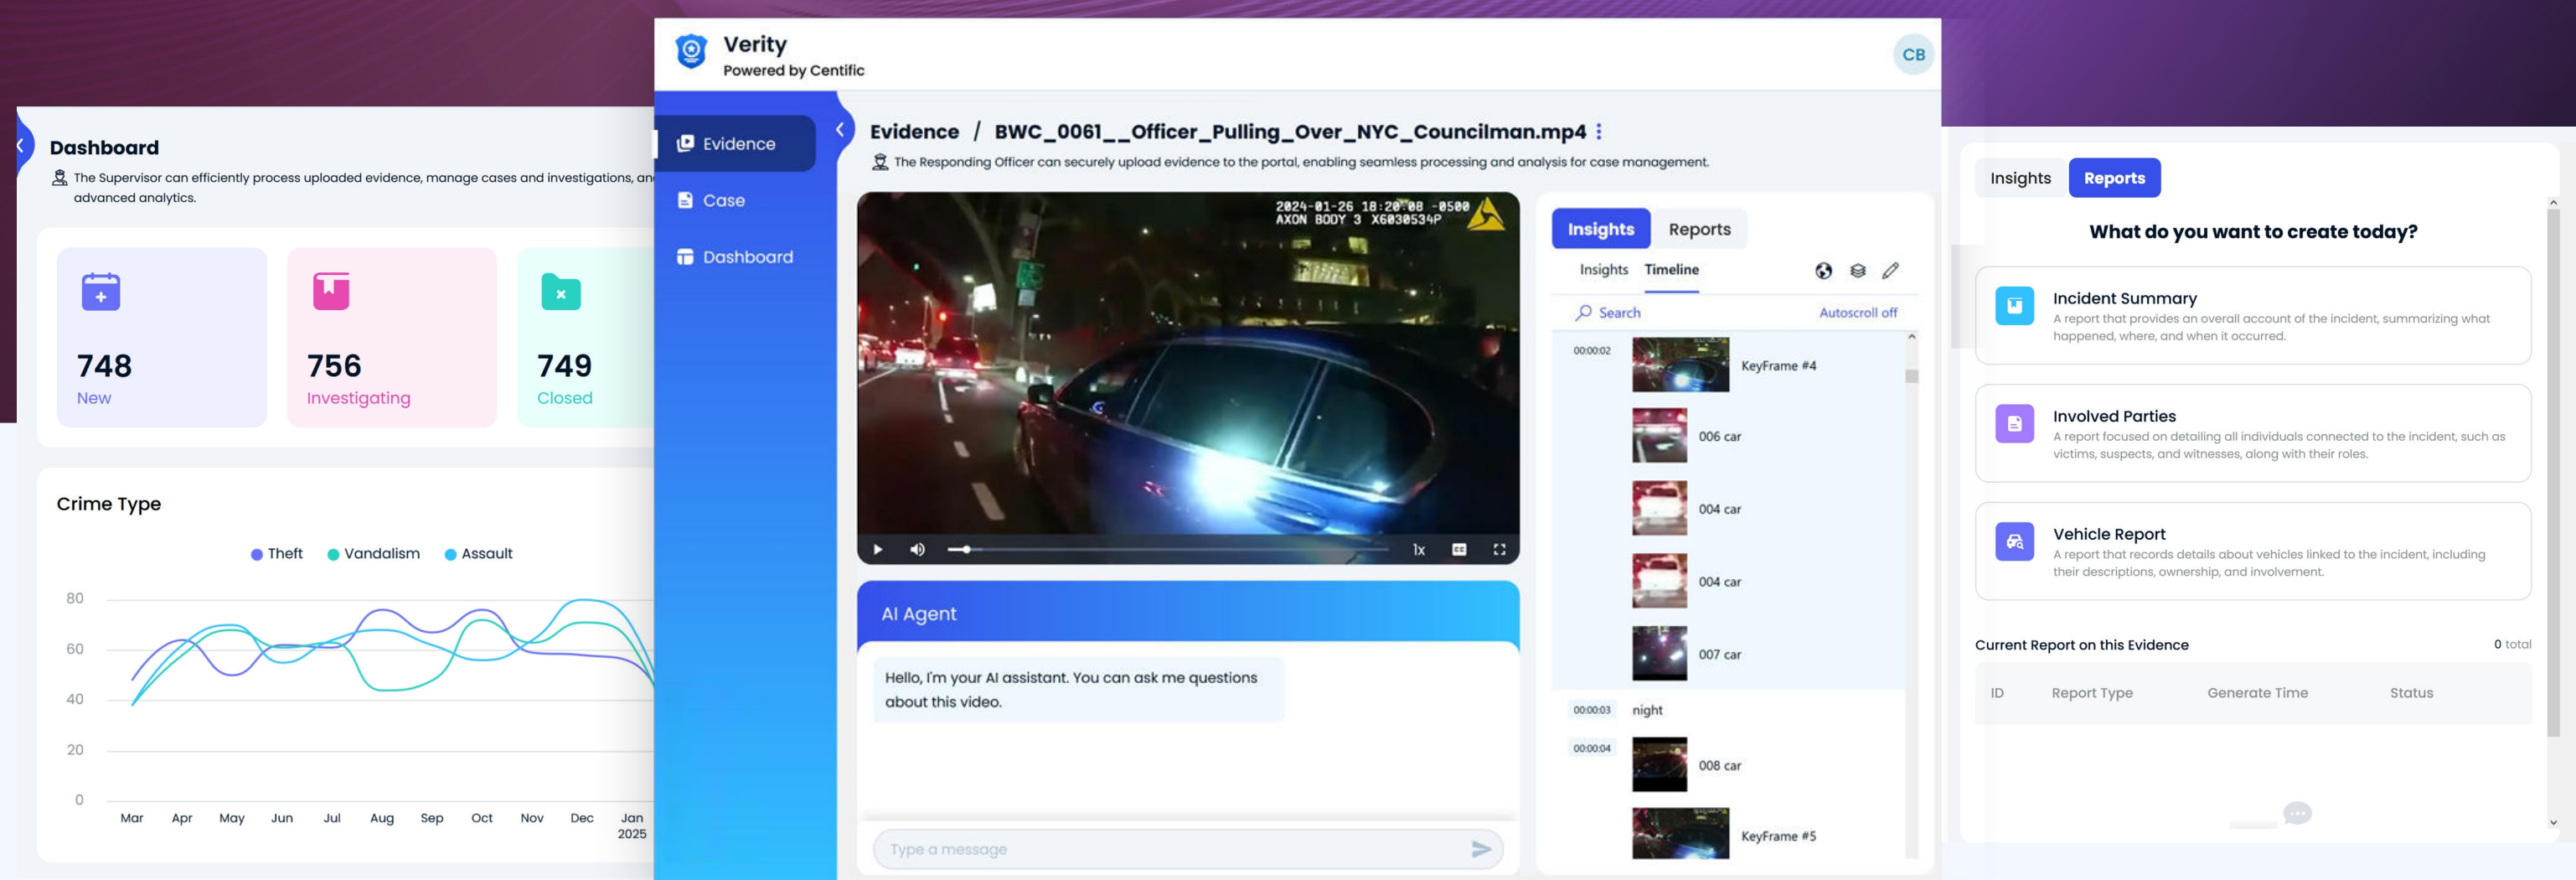 Dashboard
The Supervisor can efficiently process uploaded evidence, manage cases and investigations, an
advanced analytics.
748
New
756
Investigating
749
Closed
Crime Type
Theft
Vandalism
Assault
80
60
40
20
0
Mar
Apr
May
Jun
Jul
Aug
Sep
Oct
Nov
Dec
Jan
2025
Verity
Powered by Centific
CB
Evidence
Case
Dashboard
Evidence / BWC_0061__Officer_Pulling_Over_NYC_Councilman.mp4
The Responding Officer can securely upload evidence to the portal, enabling seamless processing and analysis for case management.
2024-01-26 18:20:08 -0500
AXON BODY 3 X6030534P
1x
CC
AI Agent
Hello, I'm your AI assistant. You can ask me questions
about this video.
Type a message
Insights
Reports
Insights
Timeline
Search
Autoscroll off
00:00:02
KeyFrame #4
006 car
004 car
004 car
007 car
00:00:03
night
00:00:04
008 car
KeyFrame #5
Insights
Reports
What do you want to create today?
Incident Summary
A report that provides an overall account of the incident, summarizing what
happened, where, and when it occurred.
Involved Parties
A report focused on detailing all individuals connected to the incident, such as
victims, suspects, and witnesses, along with their roles.
Vehicle Report
A report that records details about vehicles linked to the incident, including
their descriptions, ownership, and involvement.
Current Report on this Evidence
0 total
ID
Report Type
Generate Time
Status